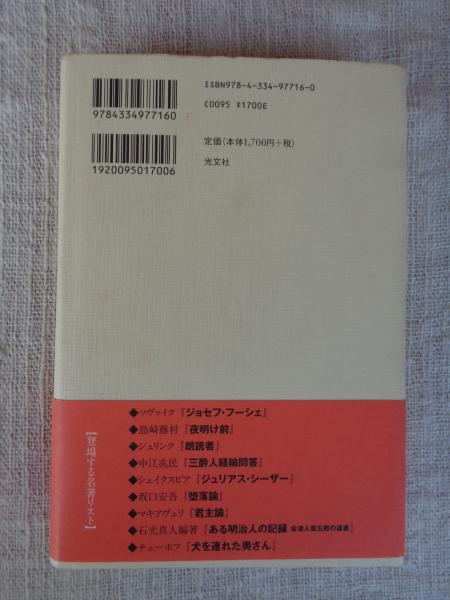 ISBN978-4-334-97716-0
C0095 ¥1700E
9784334977160
定価(本体1,700円+税)
光文社
1920095017006
【登場する名著リスト】
◆ツヴァイク『ジョセフ・フーシェ』
◆島崎藤村『夜明け前』
◆シュリンク『朗読者』
◆中江兆民『三酔人経綸問答』
◆シェイクスピア『ジュリアス・シーザー』
◆坂口安吾『堕落論』
◆マキアヴェリ『君主論』
◆石光真人編著『ある明治人の記録 会津人柴五郎の遺書』
◆チェーホフ『犬を連れた奥さん』